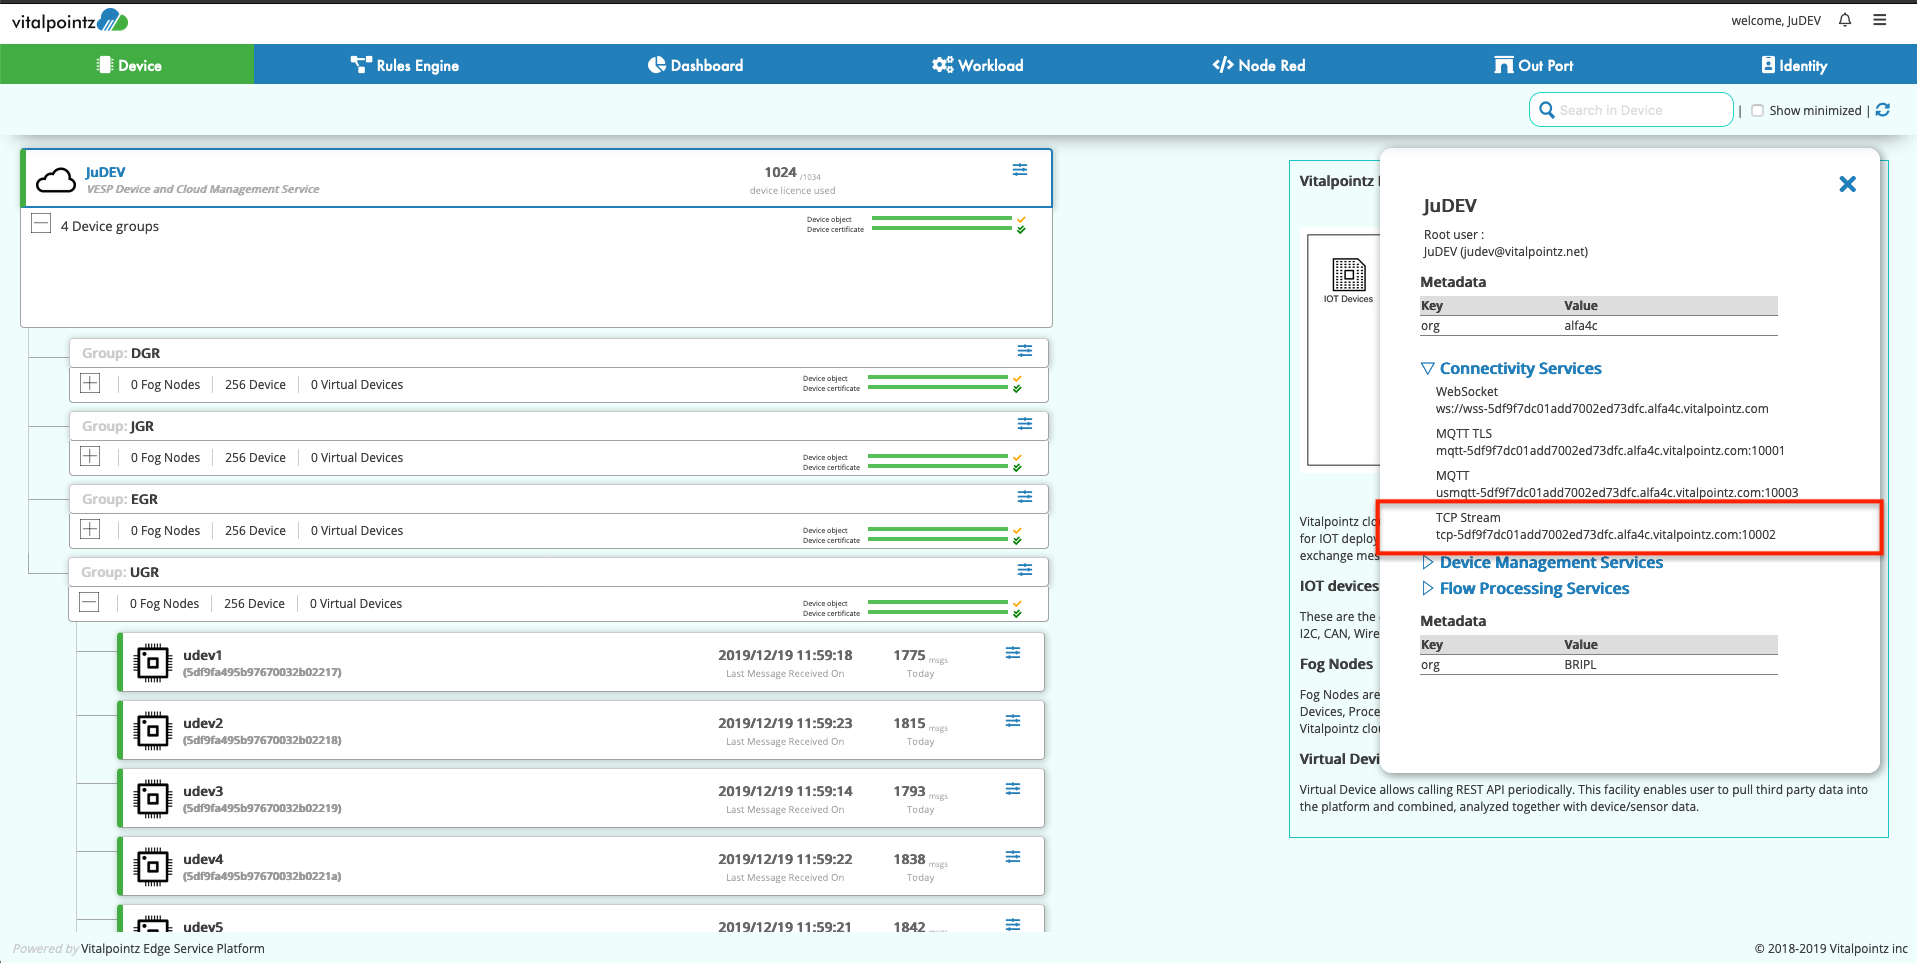 vitalpointz
welcome, JuDEV
Device
Rules Engine
Dashboard
Workload
Node Red
Out Port
Identity
Search in Device
| Show minimized |
JuDEV
VESP Device and Cloud Management Service
1024 /1034
device licence used
4 Device groups
Device object
Device certificate
Group: DGR
0 Fog Nodes 256 Device 0 Virtual Devices
Device object
Device certificate
Group: JGR
0 Fog Nodes 256 Device 0 Virtual Devices
Device object
Device certificate
Group: EGR
0 Fog Nodes 256 Device 0 Virtual Devices
Device object
Device certificate
Group: UGR
0 Fog Nodes 256 Device 0 Virtual Devices
Device object
Device certificate
udev1 2019/12/19 11:59:18 1775 msgs
(5df9fa495b97670032b02217) Last Message Received On Today
udev2 2019/12/19 11:59:23 1815 msgs
(5df9fa495b97670032b02218) Last Message Received On Today
udev3 2019/12/19 11:59:14 1793 msgs
(5df9fa495b97670032b02219) Last Message Received On Today
udev4 2019/12/19 11:59:22 1838 msgs
(5df9fa495b97670032b0221a) Last Message Received On Today
udev5 2019/12/19 11:59:21 1842
Vitalpointz
IOT Devices
Vitalpointz clo
for IOT deploy
exchange mes
IOT devices
These are the
I2C, CAN, Wire
Fog Nodes
Fog Nodes are
Devices, Proce
Vitalpointz clou
Virtual Devi
Virtual Device allows calling REST API periodically. This facility enables user to pull third party data into
the platform and combined, analyzed together with device/sensor data.
JuDEV
Root user :
JuDEV (judev@vitalpointz.net)
Metadata
Key Value
org alfa4c
Connectivity Services
WebSocket
ws://wss-5df9f7dc01add7002ed73dfc.alfa4c.vitalpointz.com
MQTT TLS
mqtt-5df9f7dc01add7002ed73dfc.alfa4c.vitalpointz.com:10001
MQTT
usmqtt-5df9f7dc01add7002ed73dfc.alfa4c.vitalpointz.com:10003
TCP Stream
tcp-5df9f7dc01add7002ed73dfc.alfa4c.vitalpointz.com:10002
Device Management Services
Flow Processing Services
Metadata
Key Value
org BRIPL
Powered by Vitalpointz Edge Service Platform
© 2018-2019 Vitalpointz inc